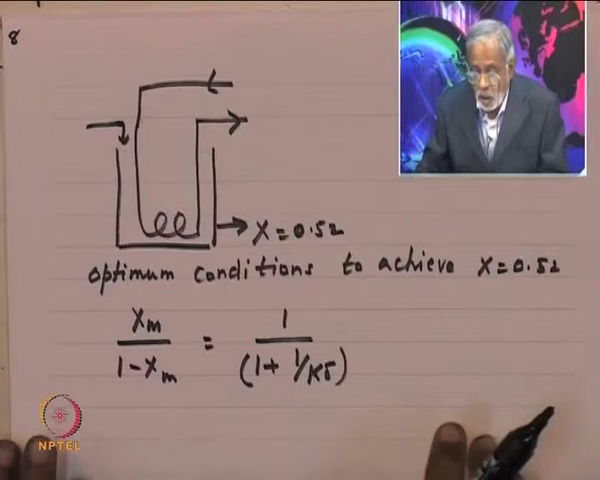 8
X = 0.52
optimum conditions to achieve X = 0.52
Xm / 1 - Xm = 1 / (1 + 1/Kτ)
NPTEL